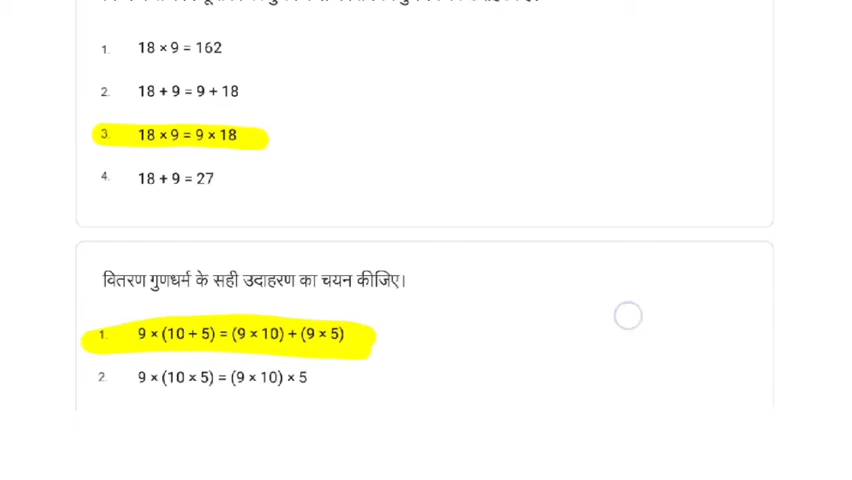 1. 18 × 9 = 162
2. 18 + 9 = 9 + 18
3. 18 × 9 = 9 × 18
4. 18 + 9 = 27
वितरण गुणधर्म के सही उदाहरण का चयन कीजिए।
1. 9 × (10 + 5) = (9 × 10) + (9 × 5)
2. 9 × (10 × 5) = (9 × 10) × 5